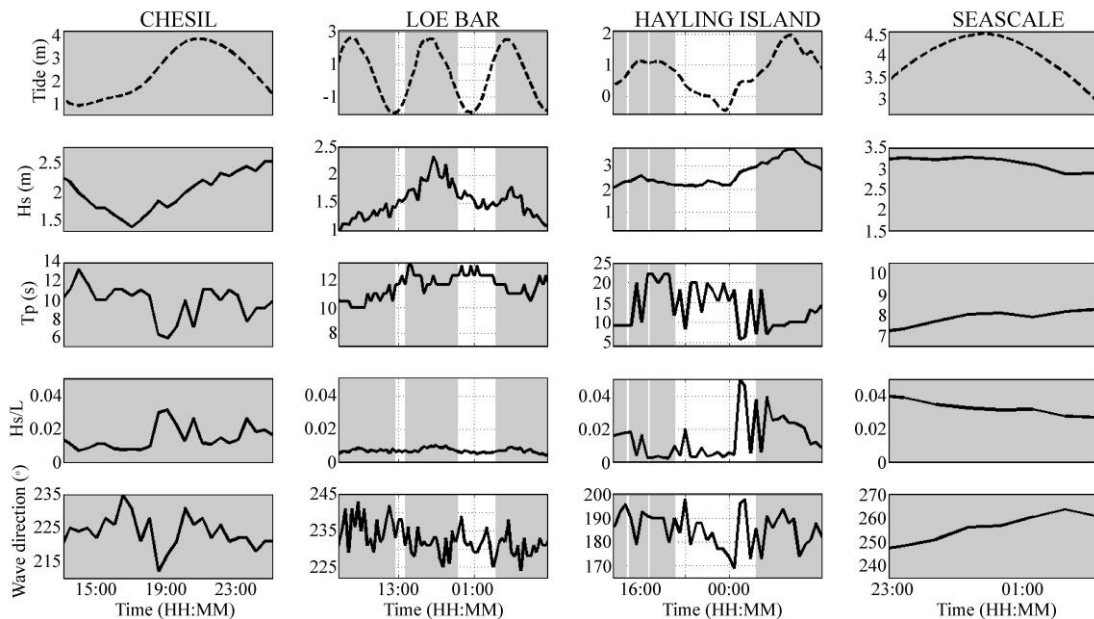 CHESIL LOE BAR HAYLING ISLAND SEASCALE
Tide (m)
4 3 2 1
3 1 -1
2 1 0
4.5 4 3.5 3
Hs (m)
2.5 2 1.5
2.5 2 1.5 1
3 2 1
3.5 3 2.5 2 1.5
Tp (s)
14 12 10 8 6
12 10 8
25 20 15 10 5
10 9 8 7
Hs/L
0.04 0.02 0
0.04 0.02 0
0.04 0.02 0
0.04 0.02 0
Wave direction (°)
235 225 215
245 235 225
200 190 180 170
270 260 250 240
15:00 19:00 23:00 13:00 01:00 16:00 00:00 23:00 01:00
Time (HH:MM) Time (HH:MM) Time (HH:MM) Time (HH:MM)